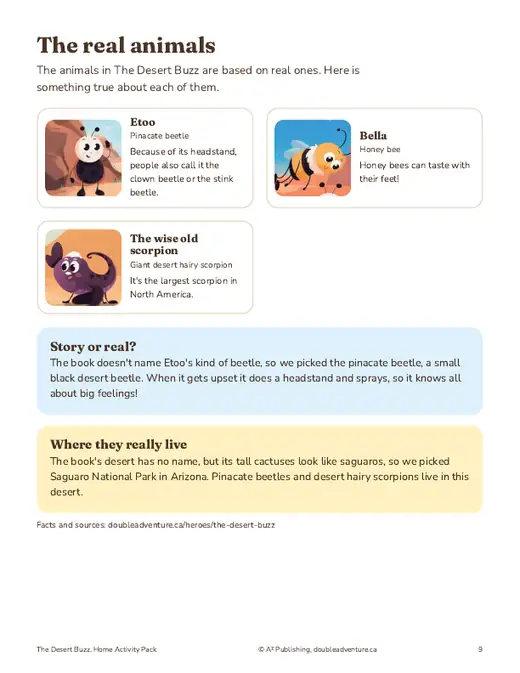 The real animals
The animals in The Desert Buzz are based on real ones. Here is
something true about each of them.
Etoo
Pinacate beetle
Because of its headstand,
people also call it the
clown beetle or the stink
beetle.
Bella
Honey bee
Honey bees can taste with
their feet!
The wise old
scorpion
Giant desert hairy scorpion
It's the largest scorpion in
North America.
Story or real?
The book doesn't name Etoo's kind of beetle, so we picked the pinacate beetle, a small
black desert beetle. When it gets upset it does a headstand and sprays, so it knows all
about big feelings!
Where they really live
The book's desert has no name, but its tall cactuses look like saguaros, so we picked
Saguaro National Park in Arizona. Pinacate beetles and desert hairy scorpions live in this
desert.
Facts and sources: doubleadventure.ca/heroes/the-desert-buzz
The Desert Buzz. Home Activity Pack
© A² Publishing, doubleadventure.ca
9